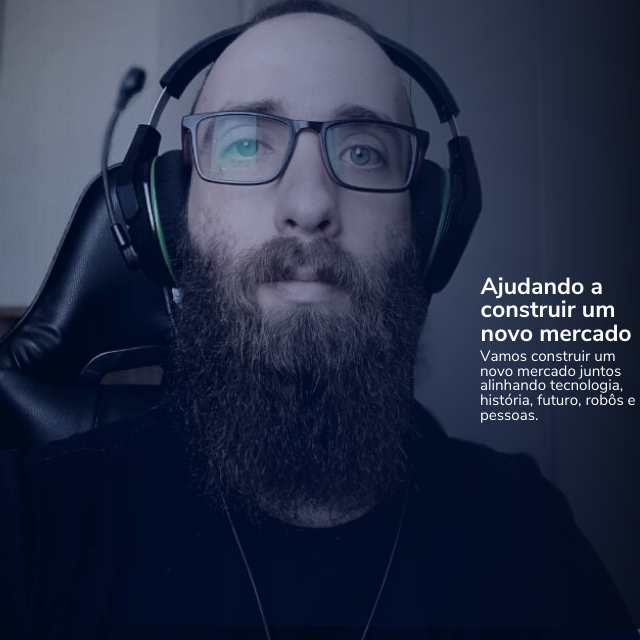 Ajudando a
construir um
novo mercado
Vamos construir um
novo mercado juntos
alinhando tecnologia,
história, futuro, robôs e
pessoas.